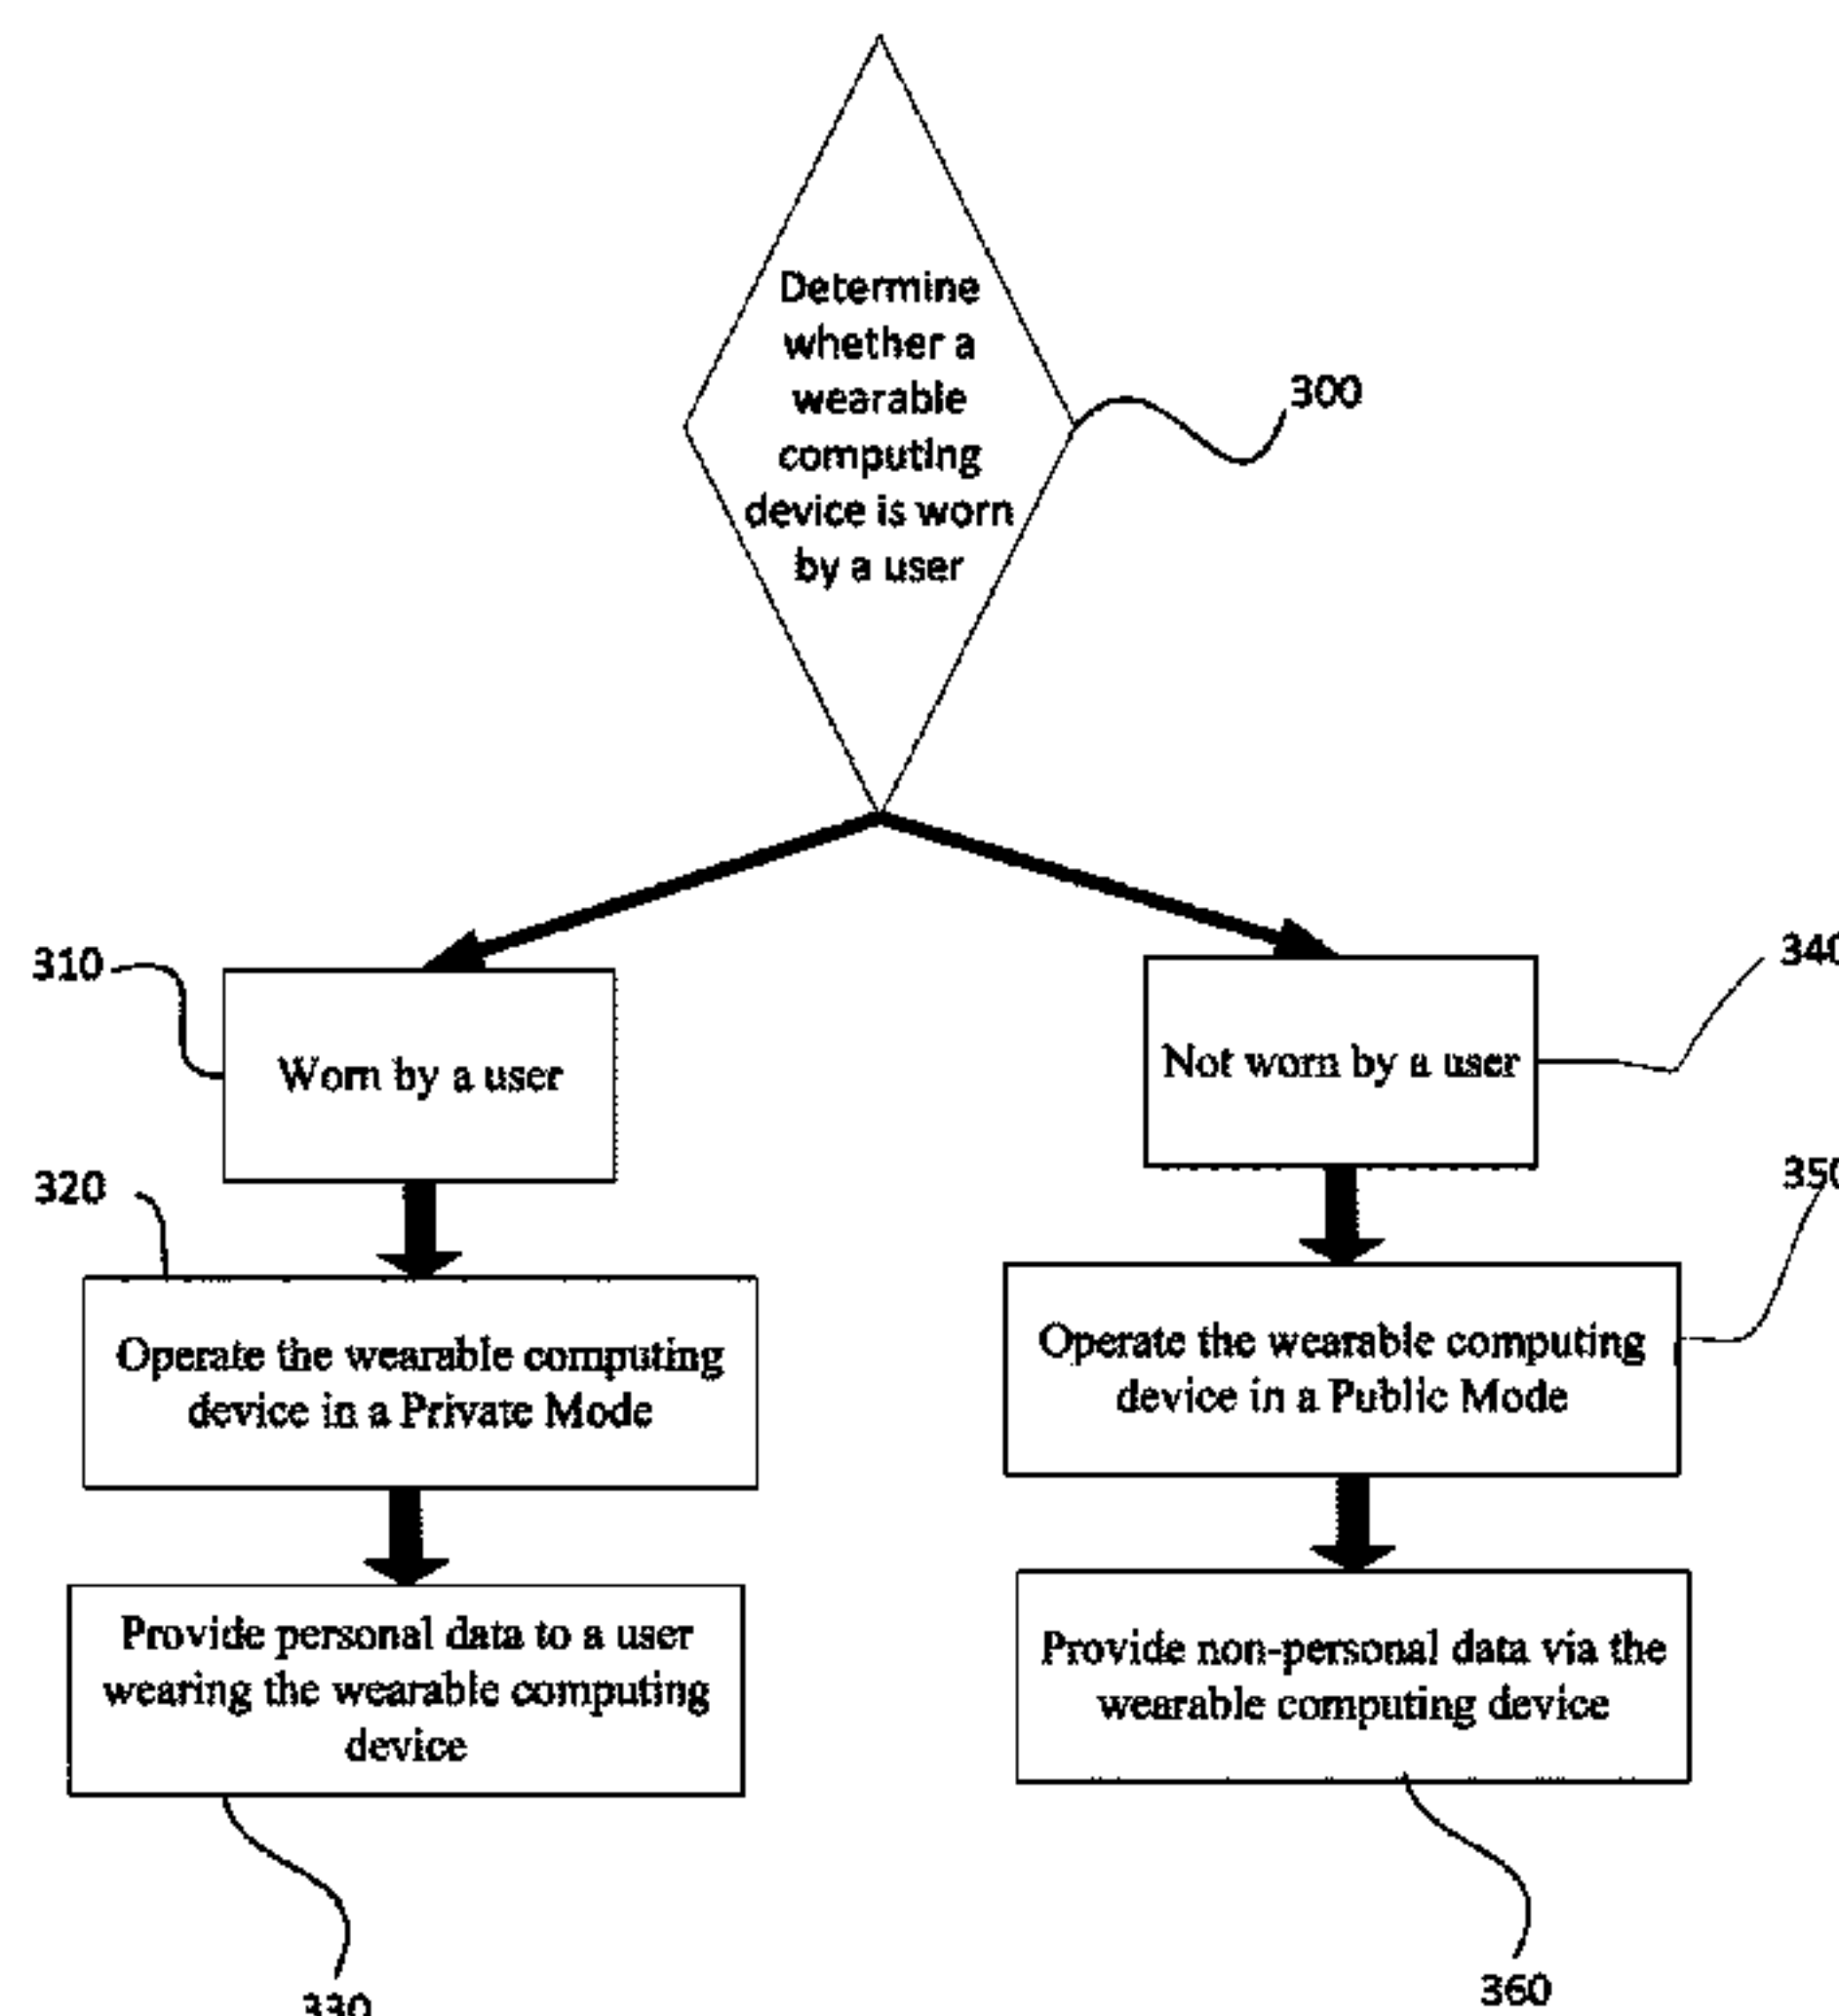 Determine
whether a
wearable
computing
device is worn
by a user
300
310
Worn by a user
320
Operate the wearable computing
device in a Private Mode
Provide personal data to a user
wearing the wearable computing
device
330
340
Not worn by a user
350
Operate the wearable computing
device in a Public Mode
Provide non-personal data via the
wearable computing device
360